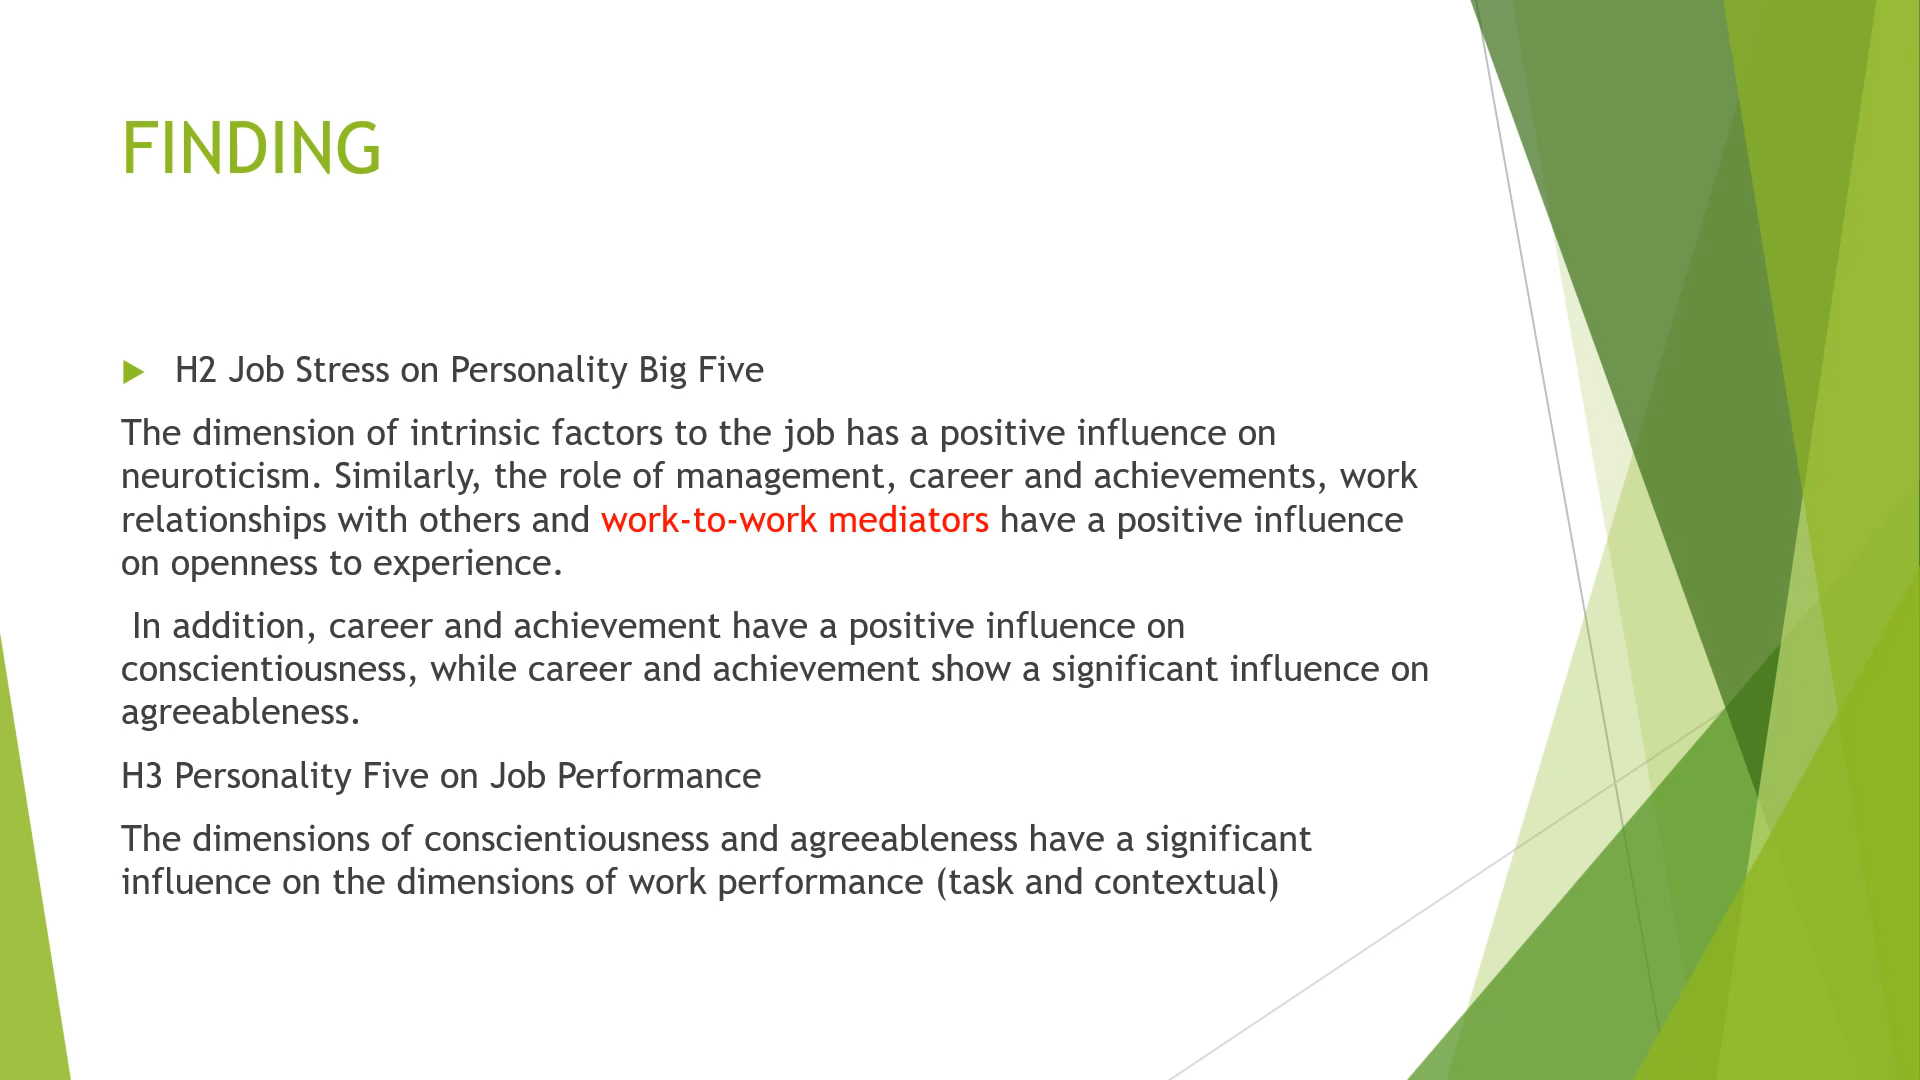 FINDING
H2 Job Stress on Personality Big Five
The dimension of intrinsic factors to the job has a positive influence on
neuroticism. Similarly, the role of management, career and achievements, work
relationships with others and work-to-work mediators have a positive influence
on openness to experience.
In addition, career and achievement have a positive influence on
conscientiousness, while career and achievement show a significant influence on
agreeableness.
H3 Personality Five on Job Performance
The dimensions of conscientiousness and agreeableness have a significant
influence on the dimensions of work performance (task and contextual)